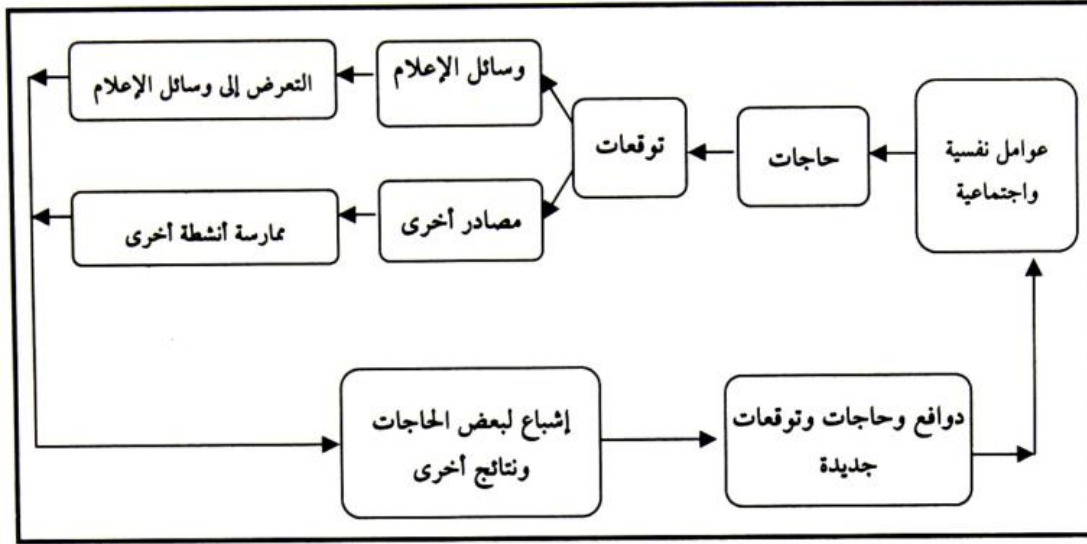 عوامل نفسية
واجتماعية
حاجات
توقعات
وسائل الإعلام
التعرض إلى وسائل الإعلام
مصادر أخرى
ممارسة أنشطة أخرى
إشباع لبعض الحاجات
ونتائج أخرى
دوافع وحاجات وتوقعات
جديدة